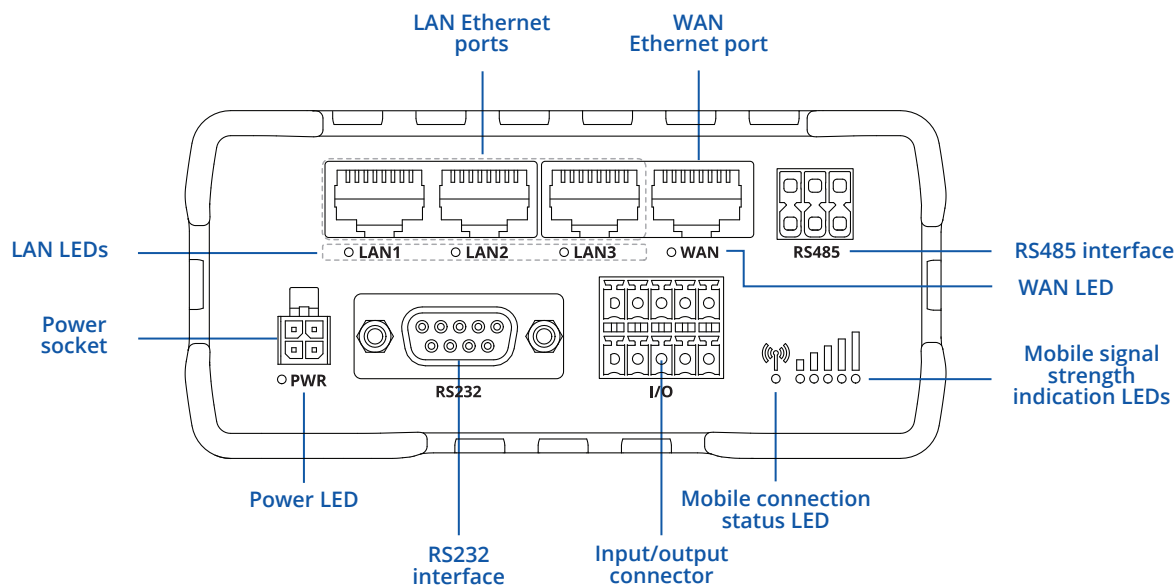 LAN Ethernet
ports
WAN
Ethernet port
LAN LEDs
LAN1
LAN2
LAN3
WAN
RS485
RS485 interface
WAN LED
Power
socket
PWR
RS232
I/O
Mobile signal
strength
indication LEDs
Power LED
Mobile connection
status LED
RS232
interface
Input/output
connector